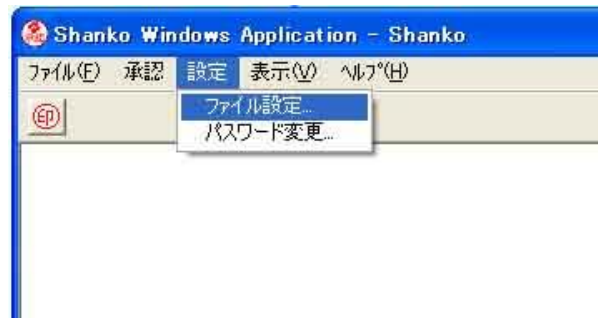 Shanko Windows Application - Shanko
ファイル(F) 承認 設定 表示(V) ヘルプ(H)
印
ファイル設定...
パスワード変更...